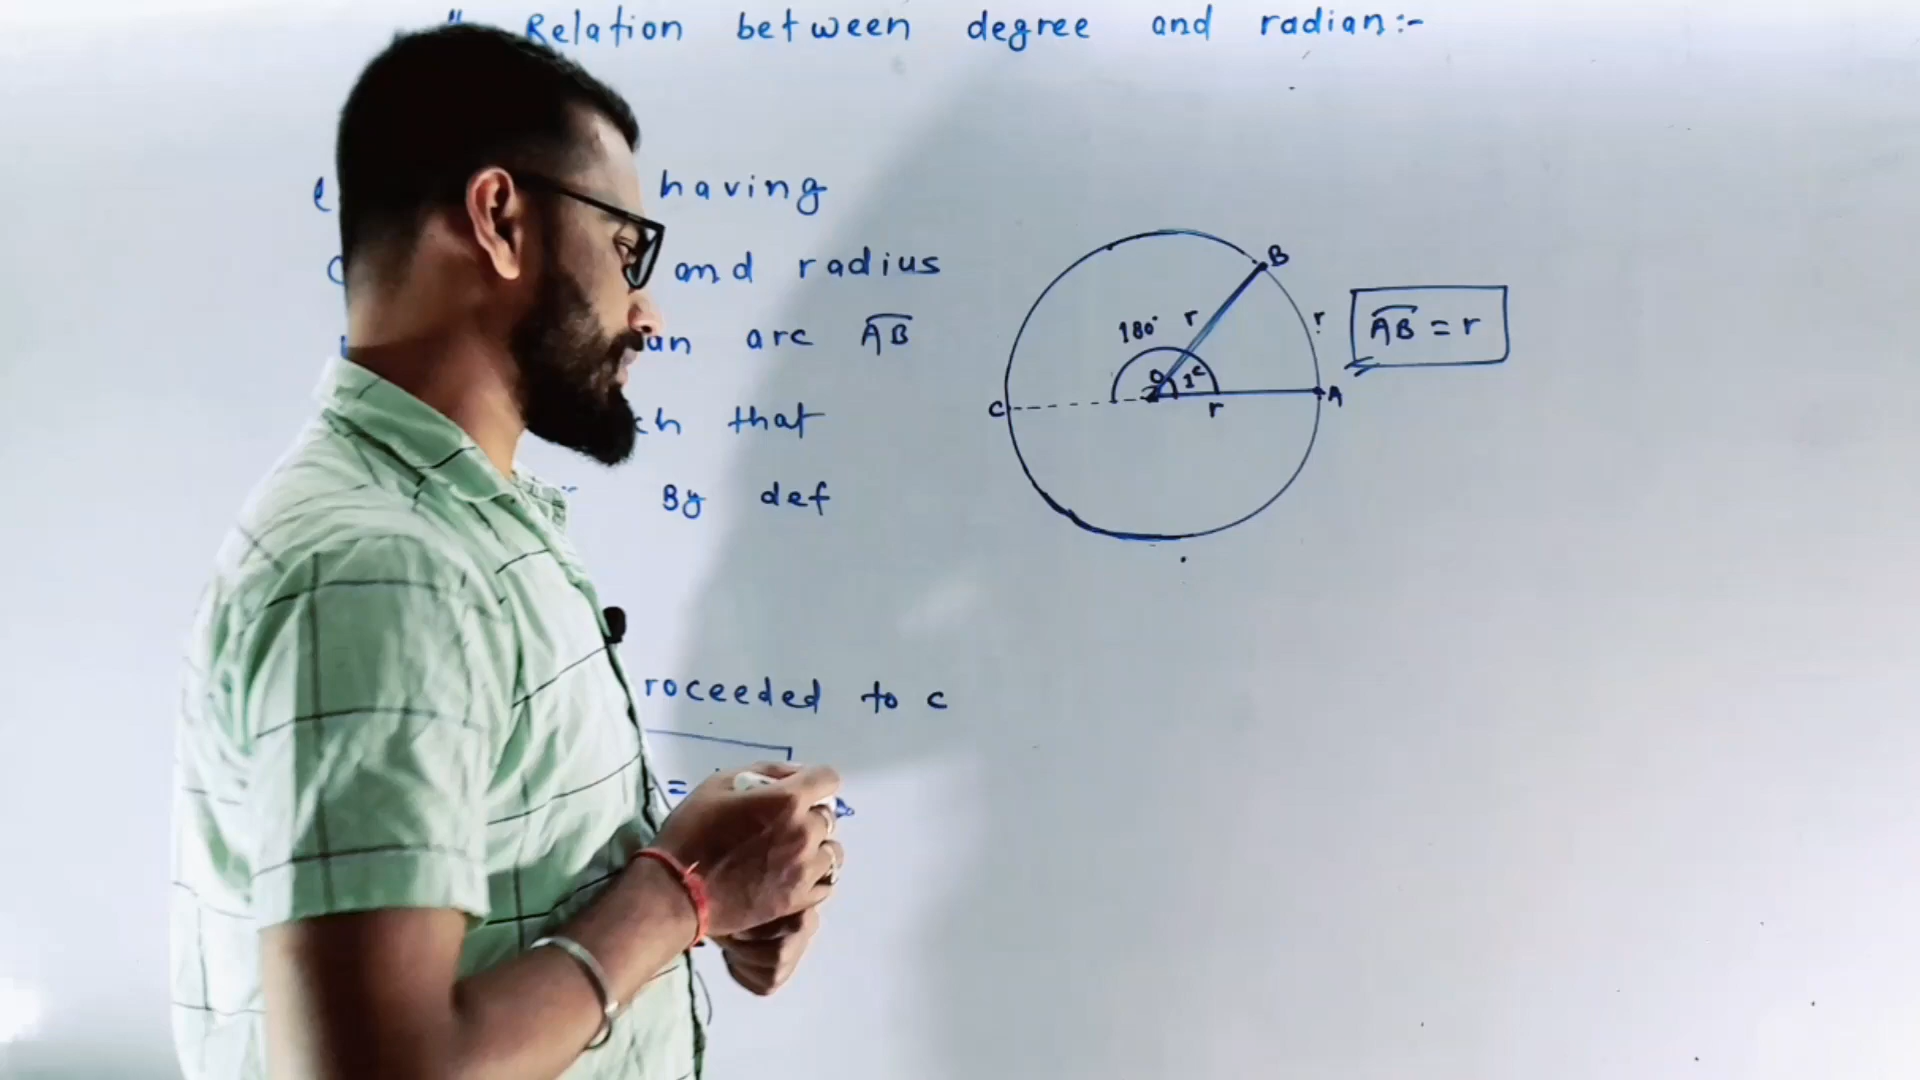 " Relation between degree and radian:-
having
and radius
an arc AB
that
By def
roceeded to c
=
B
180° r r
AB = r
O 1ᶜ
C r A